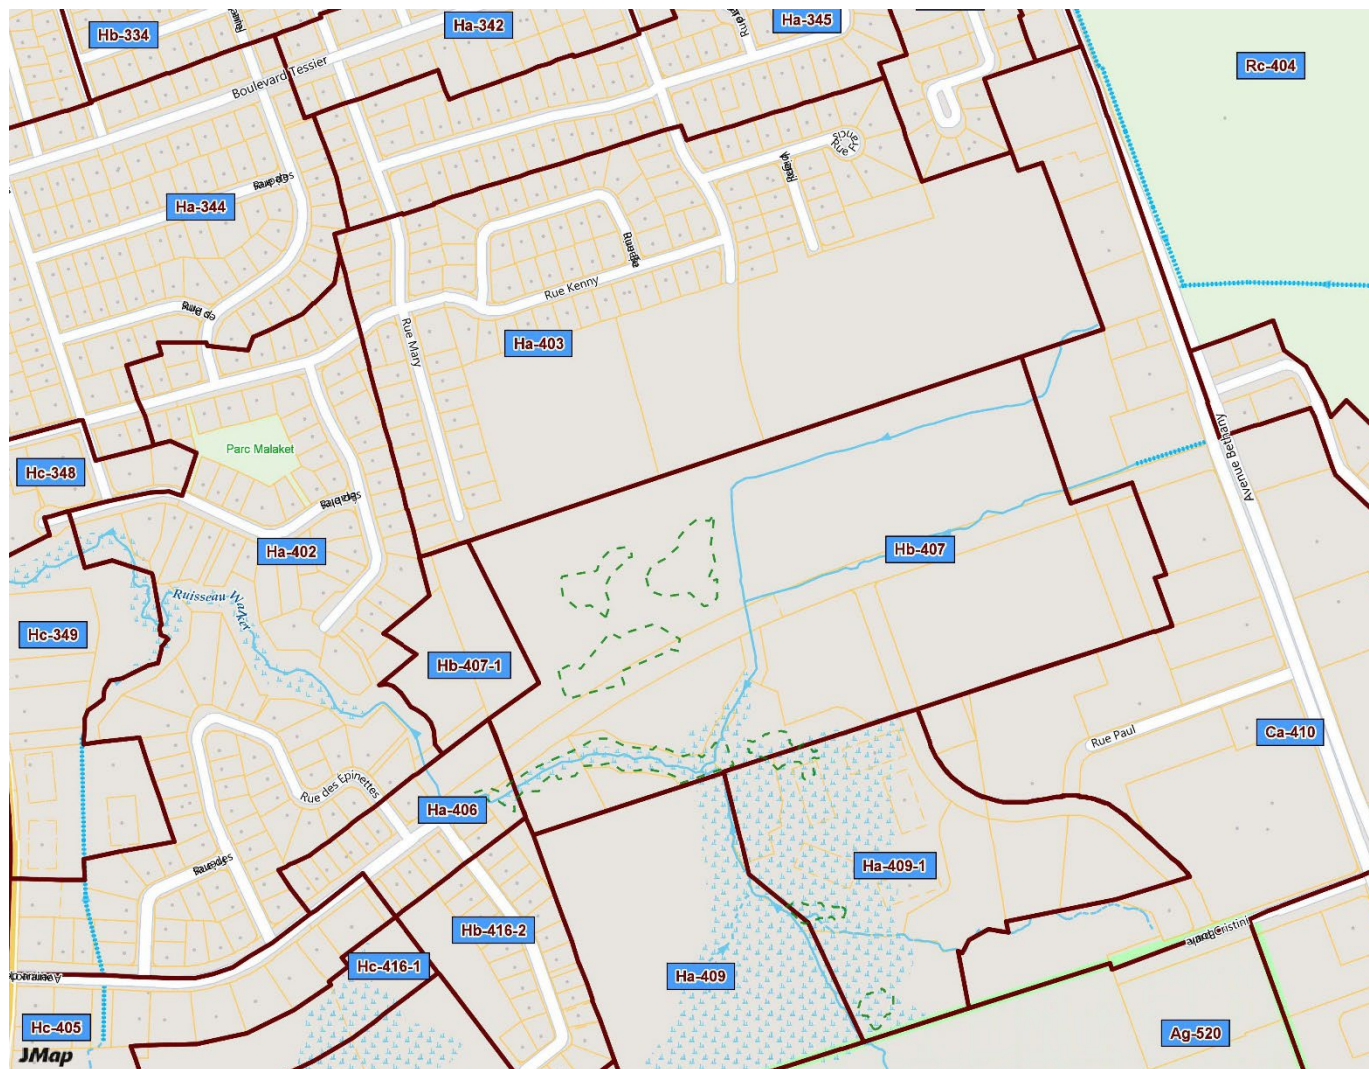 Hb-334
Ha-342
Ha-345
Boulevard Tessier
Rc-404
Ha-344
Rue Kenny
Rue Mary
Ha-403
Parc Malaket
Hc-348
Avenue Bethany
Ha-402
Hb-407
Ruisseau Walker
Hc-349
Hb-407-1
Rue Paul
Ca-410
Rue des Épinettes
Ha-406
Ha-409-1
Hb-416-2
Hc-416-1
Ha-409
Hc-405
Ag-520
JMap